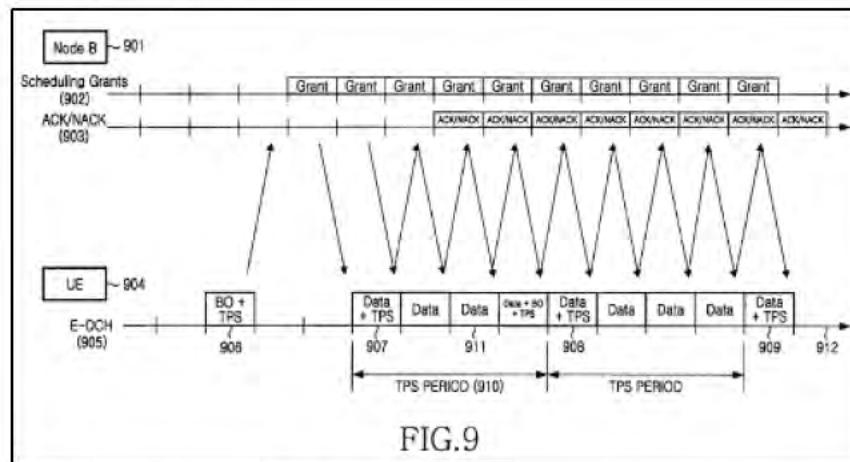 Node B 901
Scheduling Grants
(902)
Grant Grant Grant Grant Grant Grant Grant Grant Grant Grant
ACK/NACK
(903)
ACK/NACK ACK/NACK ACK/NACK ACK/NACK ACK/NACK ACK/NACK ACK/NACK ACK/NACK
UE 904
E-DCH
(905)
BO +
TPS
Data
+ TPS
Data
Data
Data + BO
+ TPS
Data
+ TPS
Data
Data
Data
Data
+ TPS
906 907 911 908 909 912
TPS PERIOD (910) TPS PERIOD
FIG.9